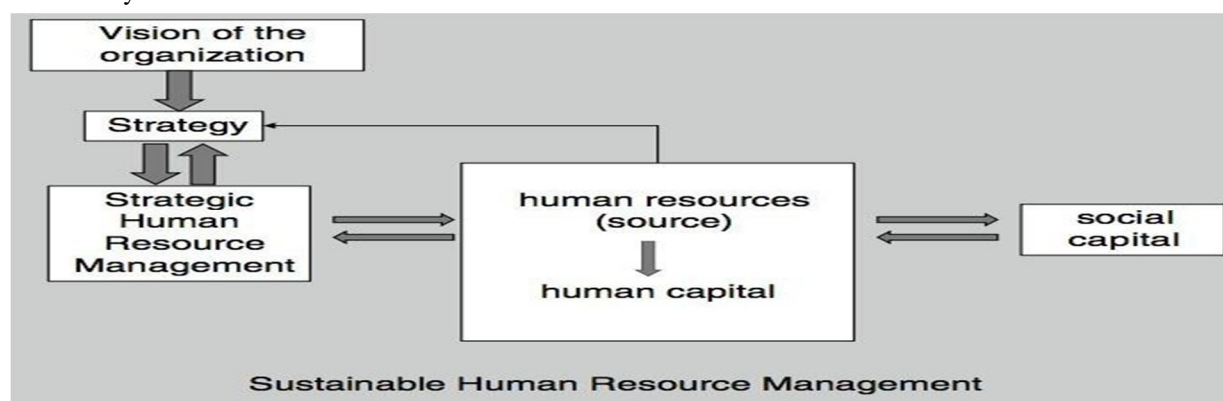 Vision of the
organization
Strategy
Strategic
Human
Resource
Management
human resources
(source)
human capital
social
capital
Sustainable Human Resource Management